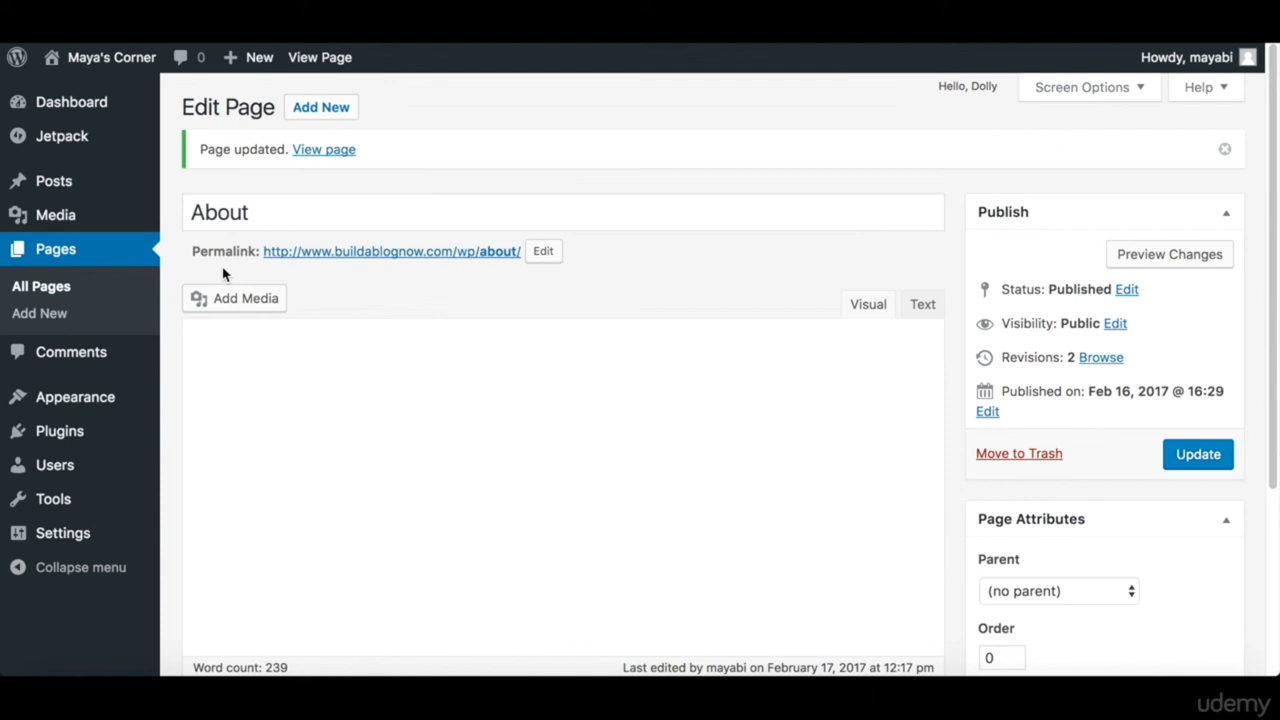 Maya's Corner 0 New View Page Howdy, mayabi
Hello, Dolly Screen Options Help
Dashboard
Jetpack
Posts
Media
Pages
All Pages
Add New
Comments
Appearance
Plugins
Users
Tools
Settings
Collapse menu
Edit Page Add New
Page updated. View page
About
Permalink: http://www.buildablognow.com/wp/about/ Edit
Add Media Visual Text
Word count: 239 Last edited by mayabi on February 17, 2017 at 12:17 pm
Publish
Preview Changes
Status: Published Edit
Visibility: Public Edit
Revisions: 2 Browse
Published on: Feb 16, 2017 @ 16:29
Edit
Move to Trash Update
Page Attributes
Parent
(no parent)
Order
0
udemy